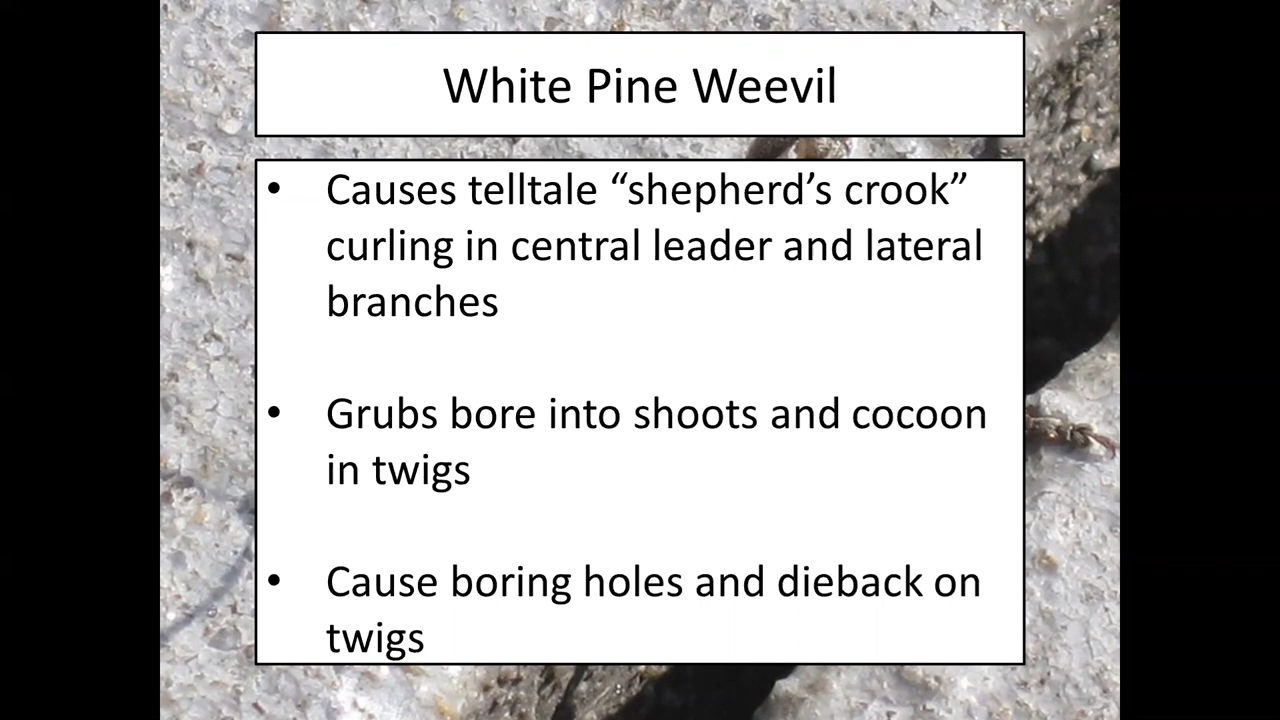 White Pine Weevil
• Causes telltale “shepherd’s crook”
curling in central leader and lateral
branches
• Grubs bore into shoots and cocoon
in twigs
• Cause boring holes and dieback on
twigs